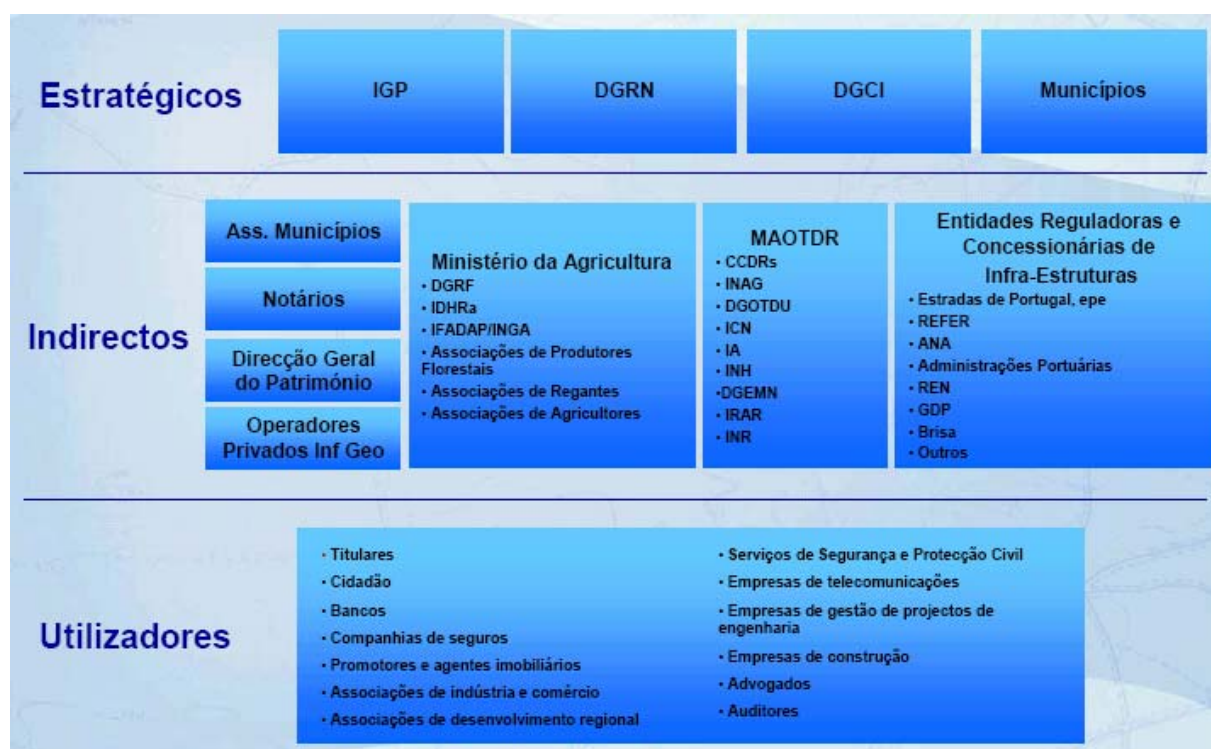 Estratégicos
IGP
DGRN
DGCI
Municípios
Indirectos
Ass. Municípios
Notários
Direcção Geral
do Património
Operadores
Privados Inf Geo
Ministério da Agricultura
· DGRF
· IDHRa
· IFADAP/INGA
· Associações de Produtores
Florestais
· Associações de Regantes
· Associações de Agricultores
MAOTDR
· CCDRs
· INAG
· DGOTDU
· ICN
· IA
· INH
·DGEMN
· IRAR
· INR
Entidades Reguladoras e
Concessionárias de
Infra-Estruturas
· Estradas de Portugal, epe
· REFER
· ANA
· Administrações Portuárias
· REN
· GDP
· Brisa
· Outros
Utilizadores
· Titulares
· Cidadão
· Bancos
· Companhias de seguros
· Promotores e agentes imobiliários
· Associações de indústria e comércio
· Associações de desenvolvimento regional
· Serviços de Segurança e Protecção Civil
· Empresas de telecomunicações
· Empresas de gestão de projectos de
engenharia
· Empresas de construção
· Advogados
· Auditores